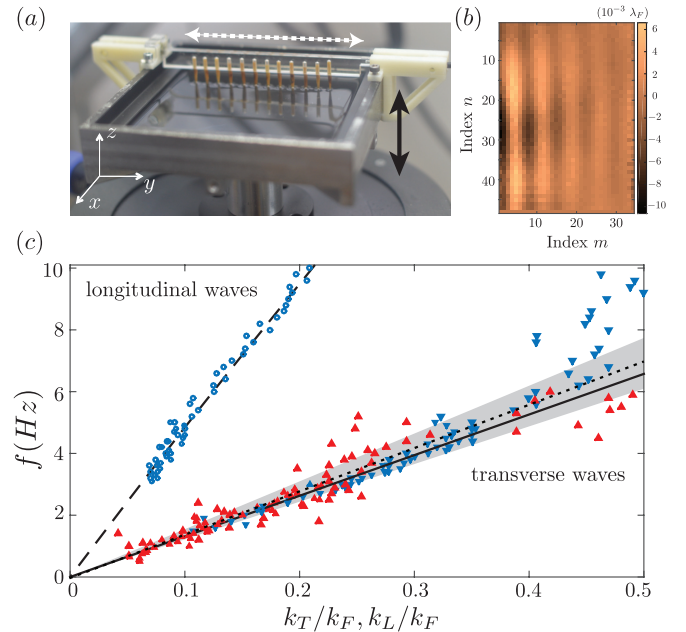 (a)
z
y
x
(b)
(10⁻³ λ_F)
6
4
2
0
−2
−4
−6
−8
−10
Index n
10
20
30
40
10 20 30
Index m
(c)
10
8
6
4
2
0
f(Hz)
longitudinal waves
transverse waves
0 0.1 0.2 0.3 0.4 0.5
k_T/k_F, k_L/k_F